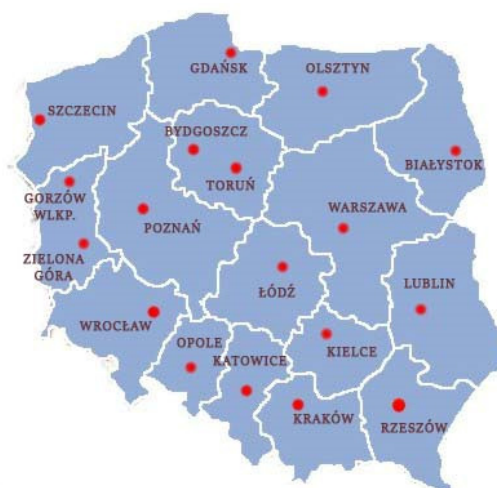 GDAŃSK
OLSZTYN
SZCZECIN
BYDGOSZCZ
BIAŁYSTOK
TORUŃ
GORZÓW
WLKP.
WARSZAWA
POZNAŃ
ZIELONA
GÓRA
ŁÓDŹ
LUBLIN
WROCŁAW
OPOLE
KIELCE
KATOWICE
KRAKÓW
RZESZÓW